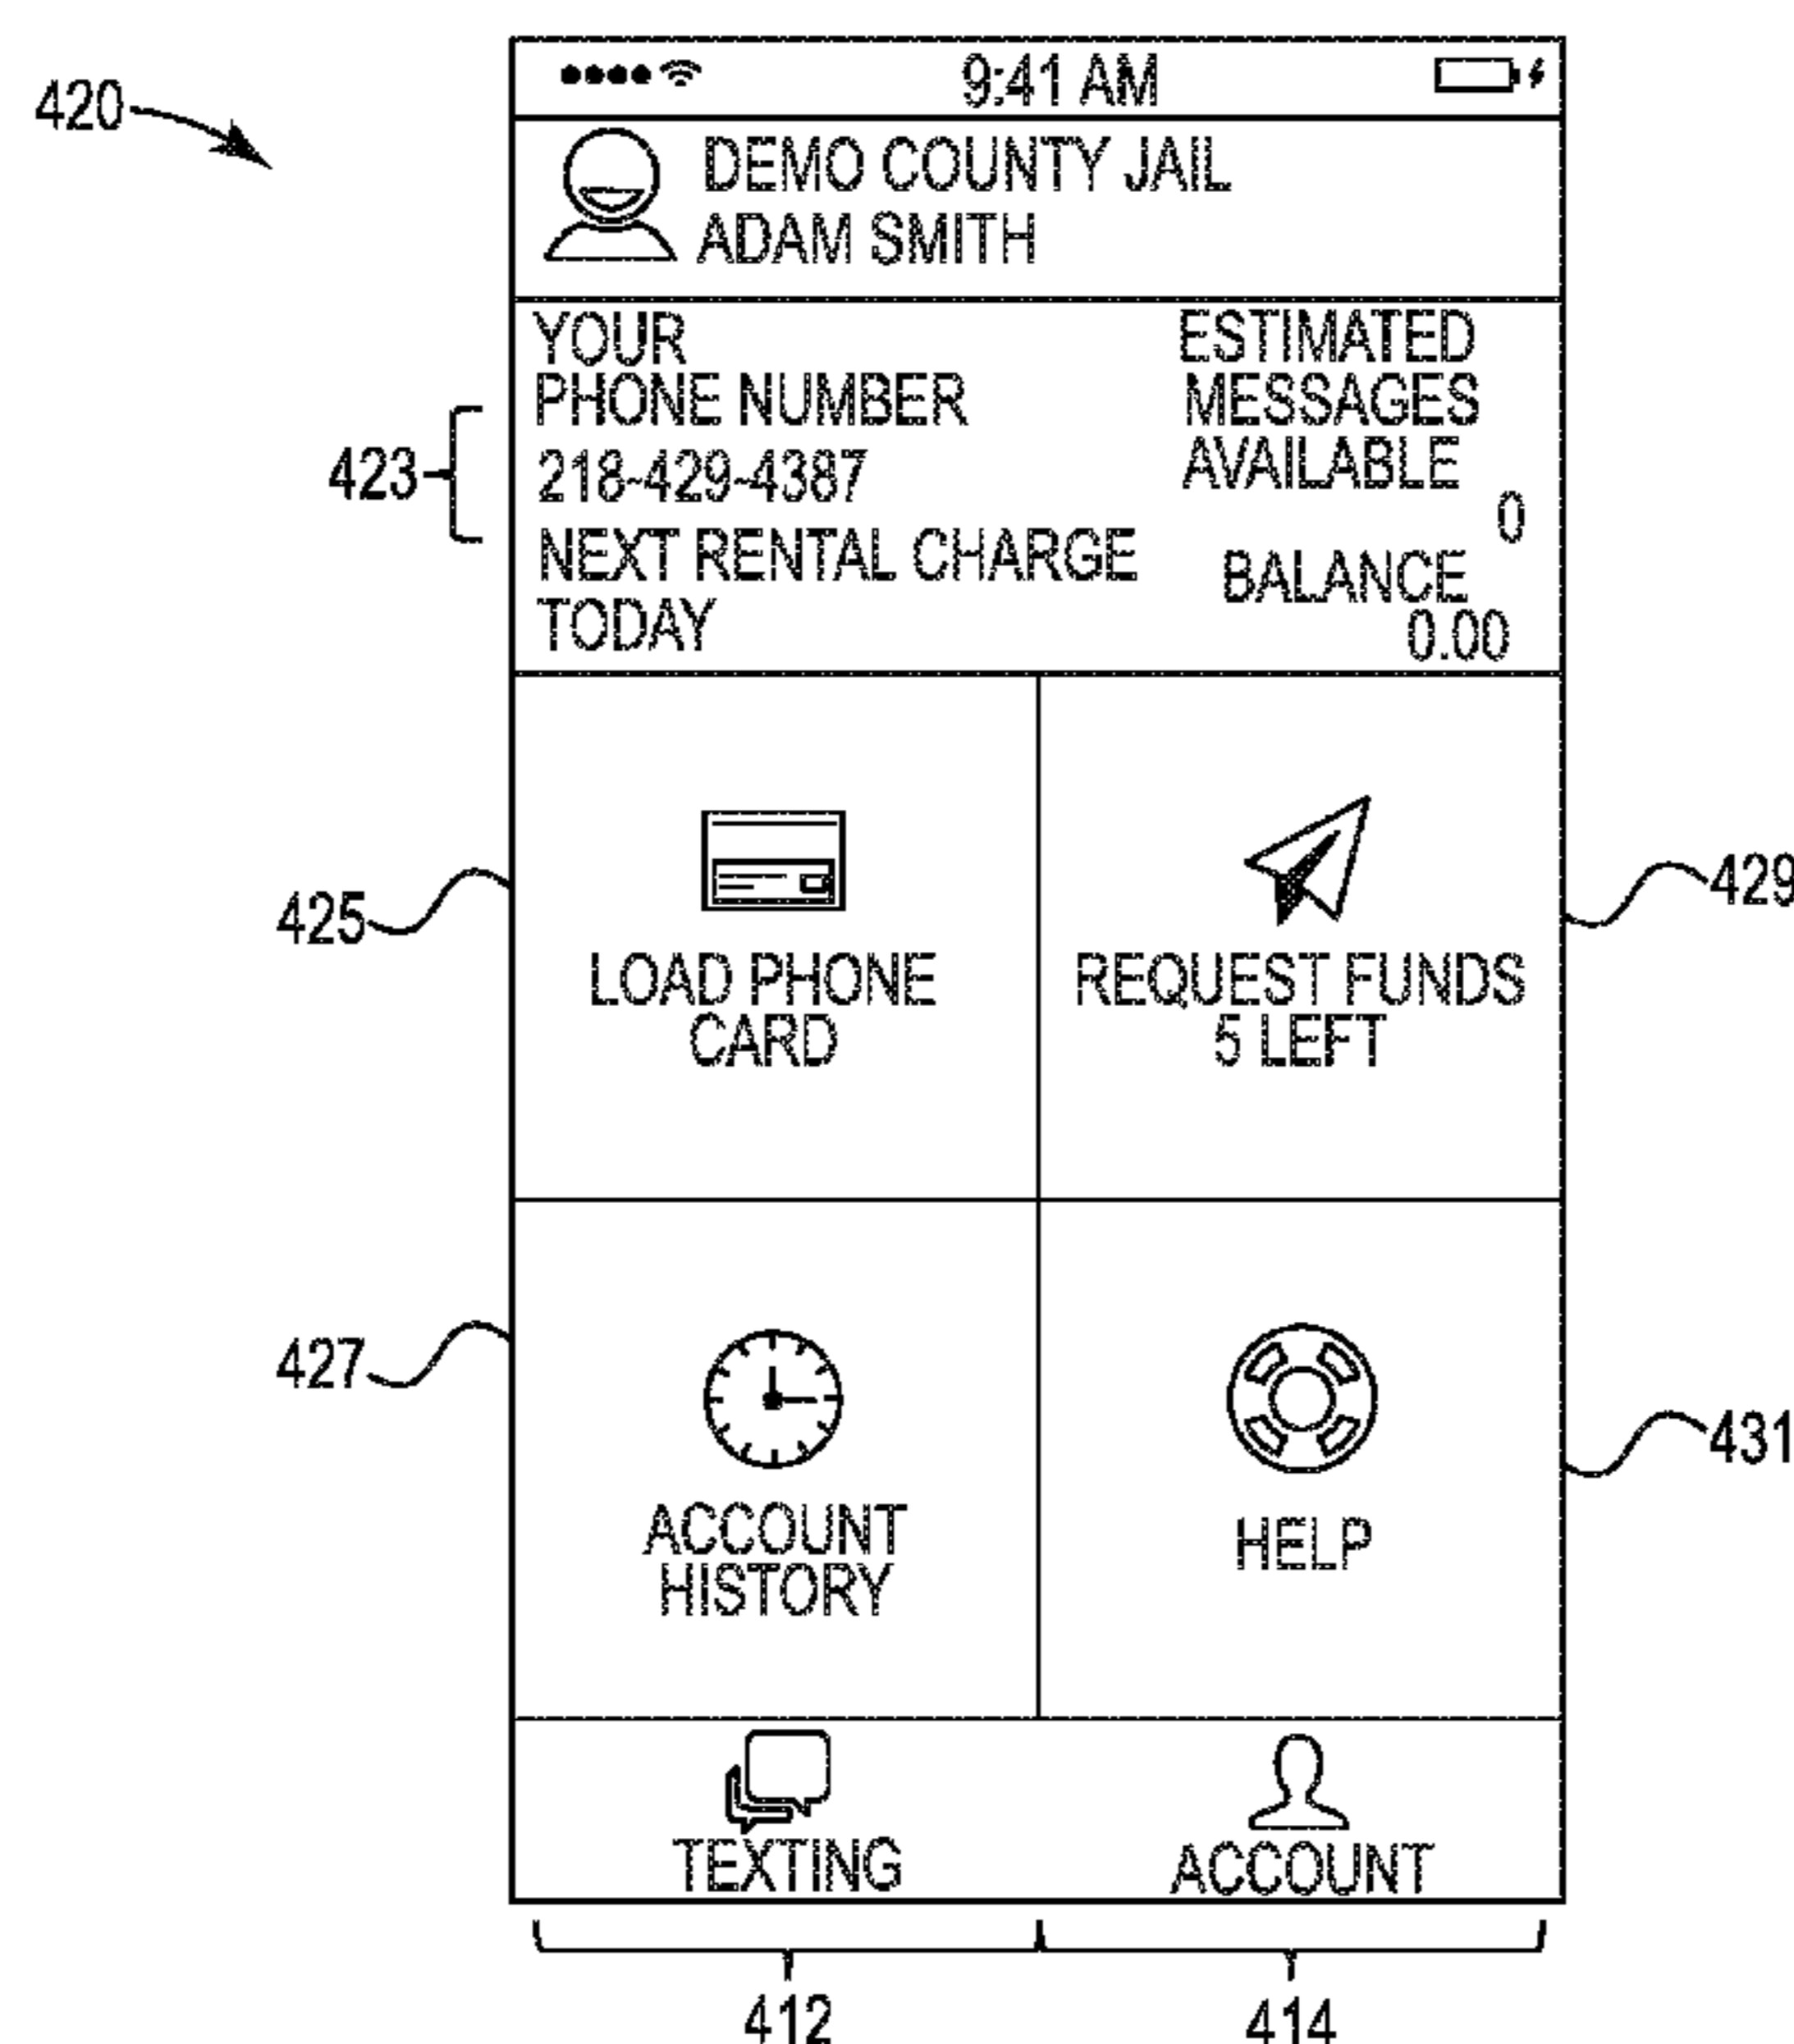 420
9:41 AM
DEMO COUNTY JAIL
ADAM SMITH
YOUR
PHONE NUMBER
218-429-4387
NEXT RENTAL CHARGE
TODAY
ESTIMATED
MESSAGES
AVAILABLE
0
BALANCE
0.00
423
425
LOAD PHONE
CARD
REQUEST FUNDS
5 LEFT
429
427
ACCOUNT
HISTORY
HELP
431
TEXTING
ACCOUNT
412
414